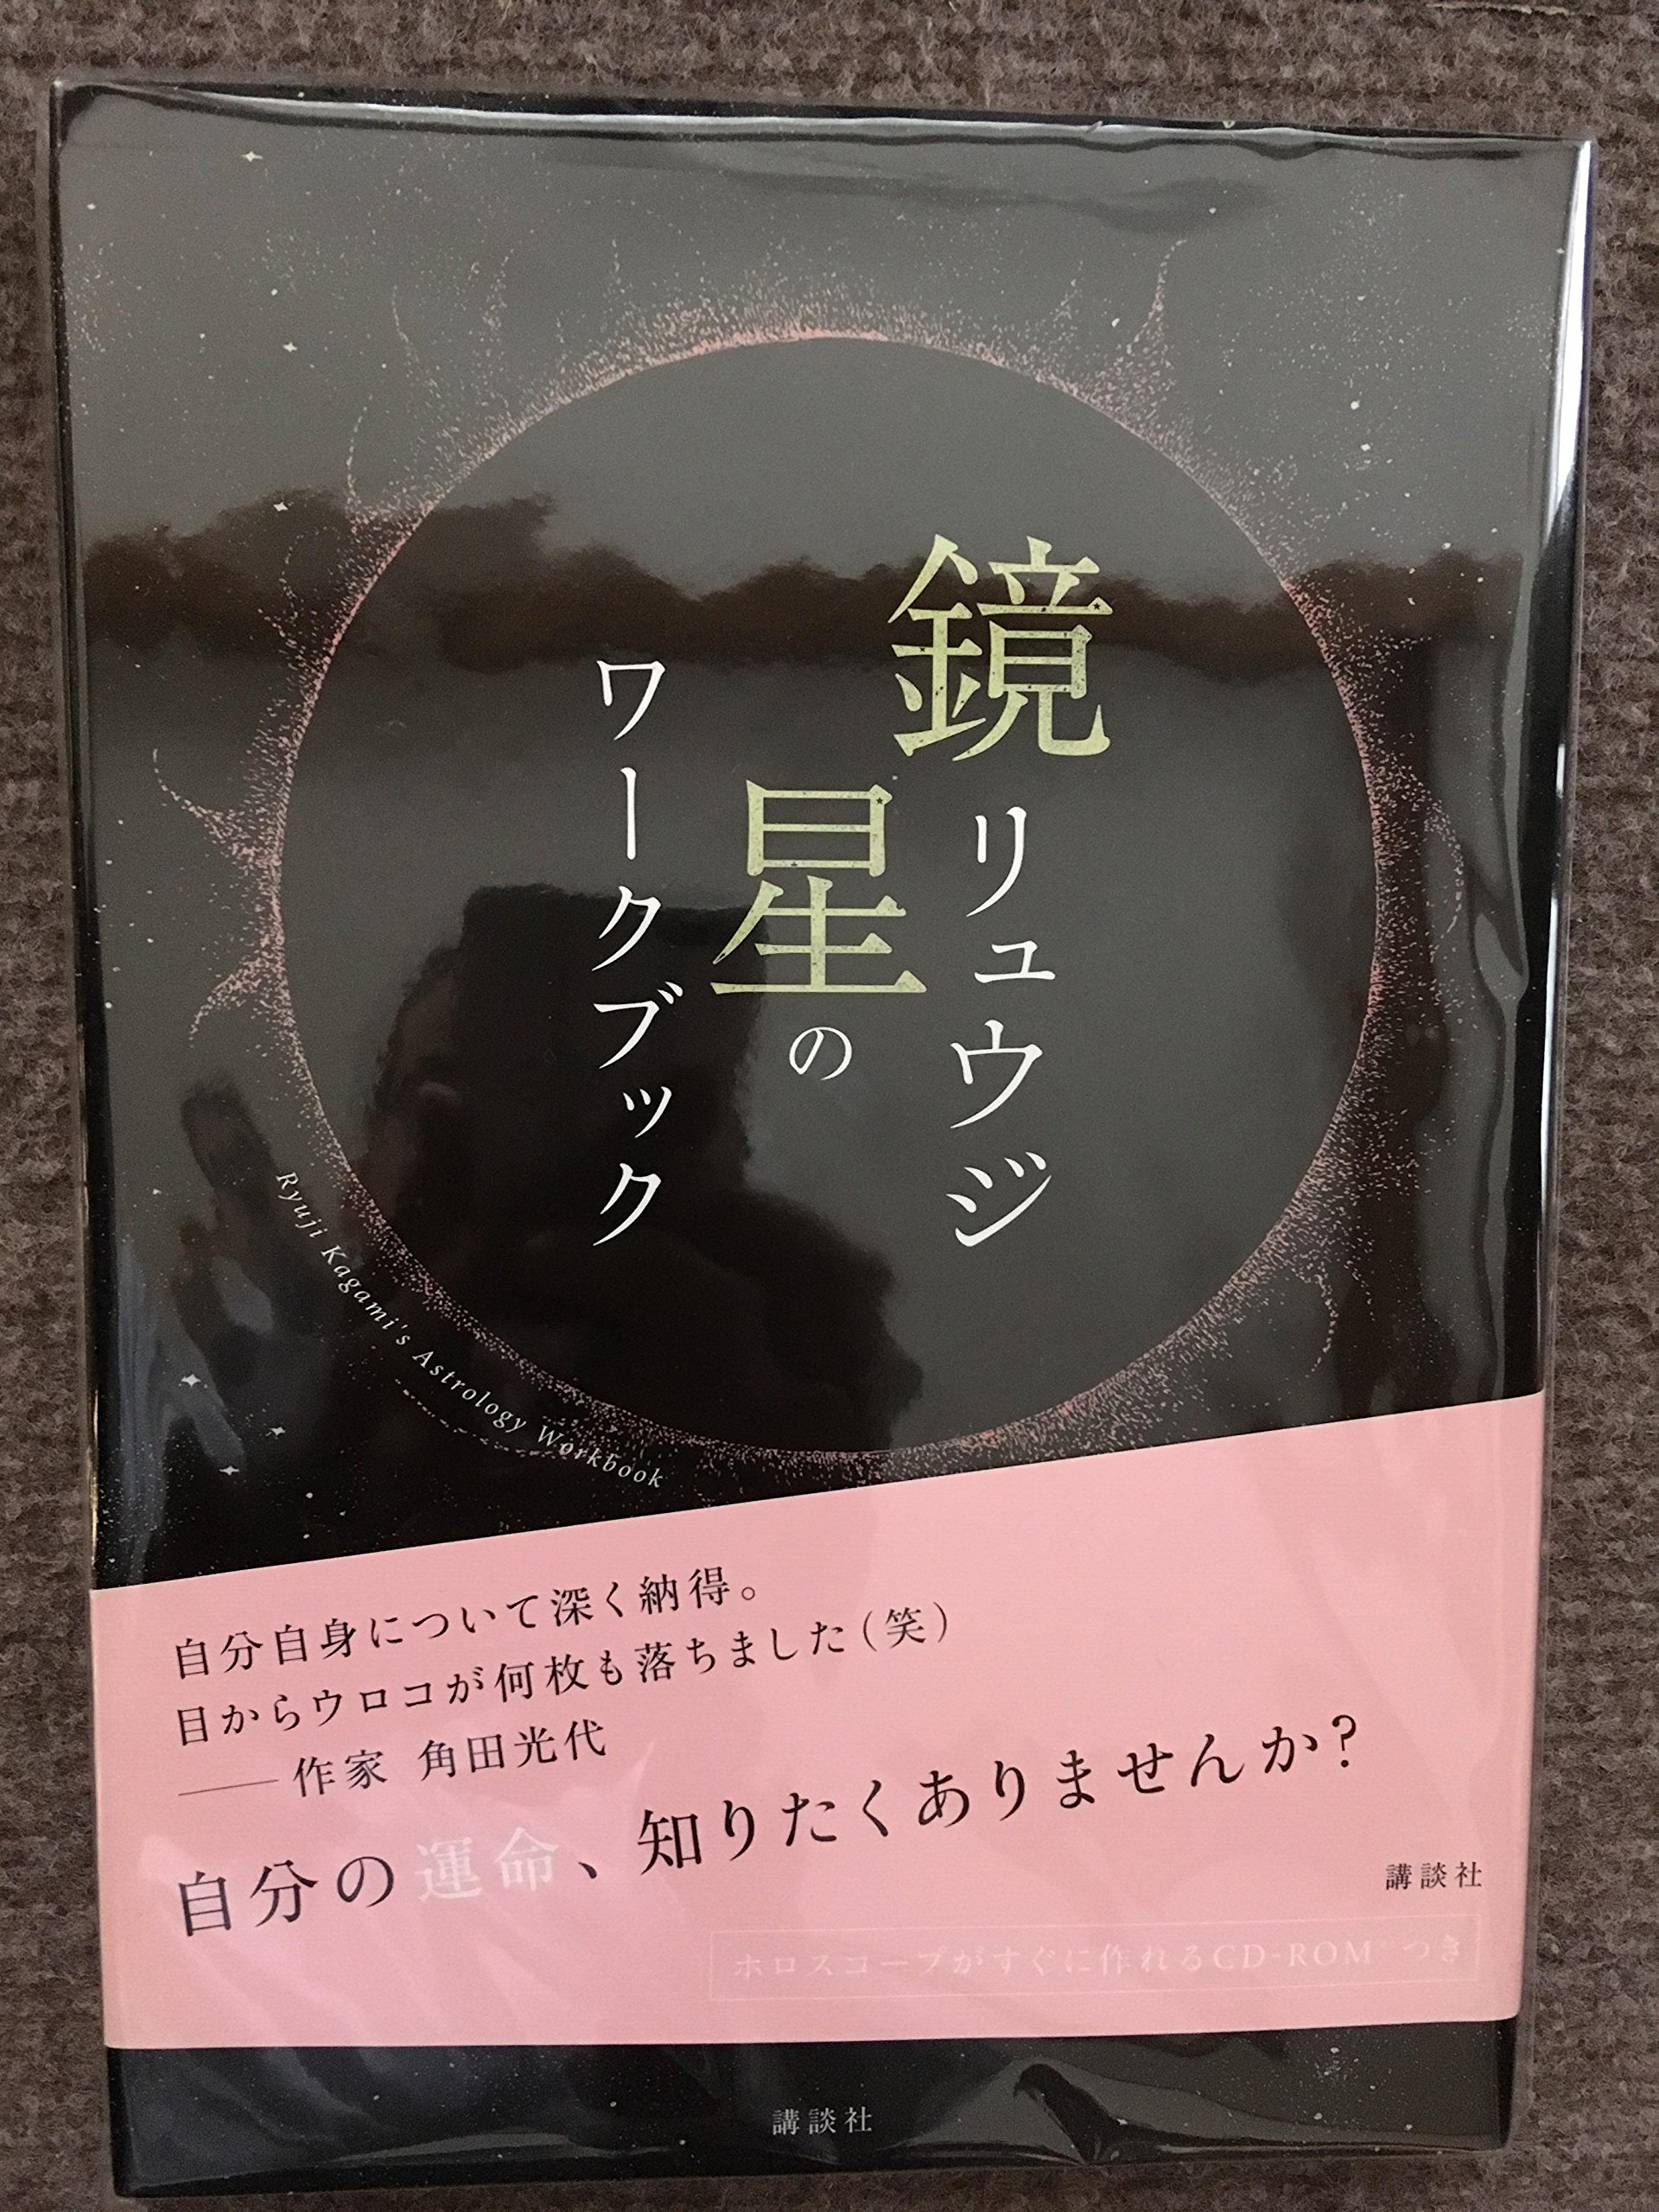 鏡リュウジ
星の
ワークブック
Ryuji Kagami's Astrology Workbook
自分自身について深く納得。
目からウロコが何枚も落ちました（笑）
——作家 角田光代
自分の運命、知りたくありませんか？
講談社
ホロスコープがすぐに作れるCD-ROMつき
講談社